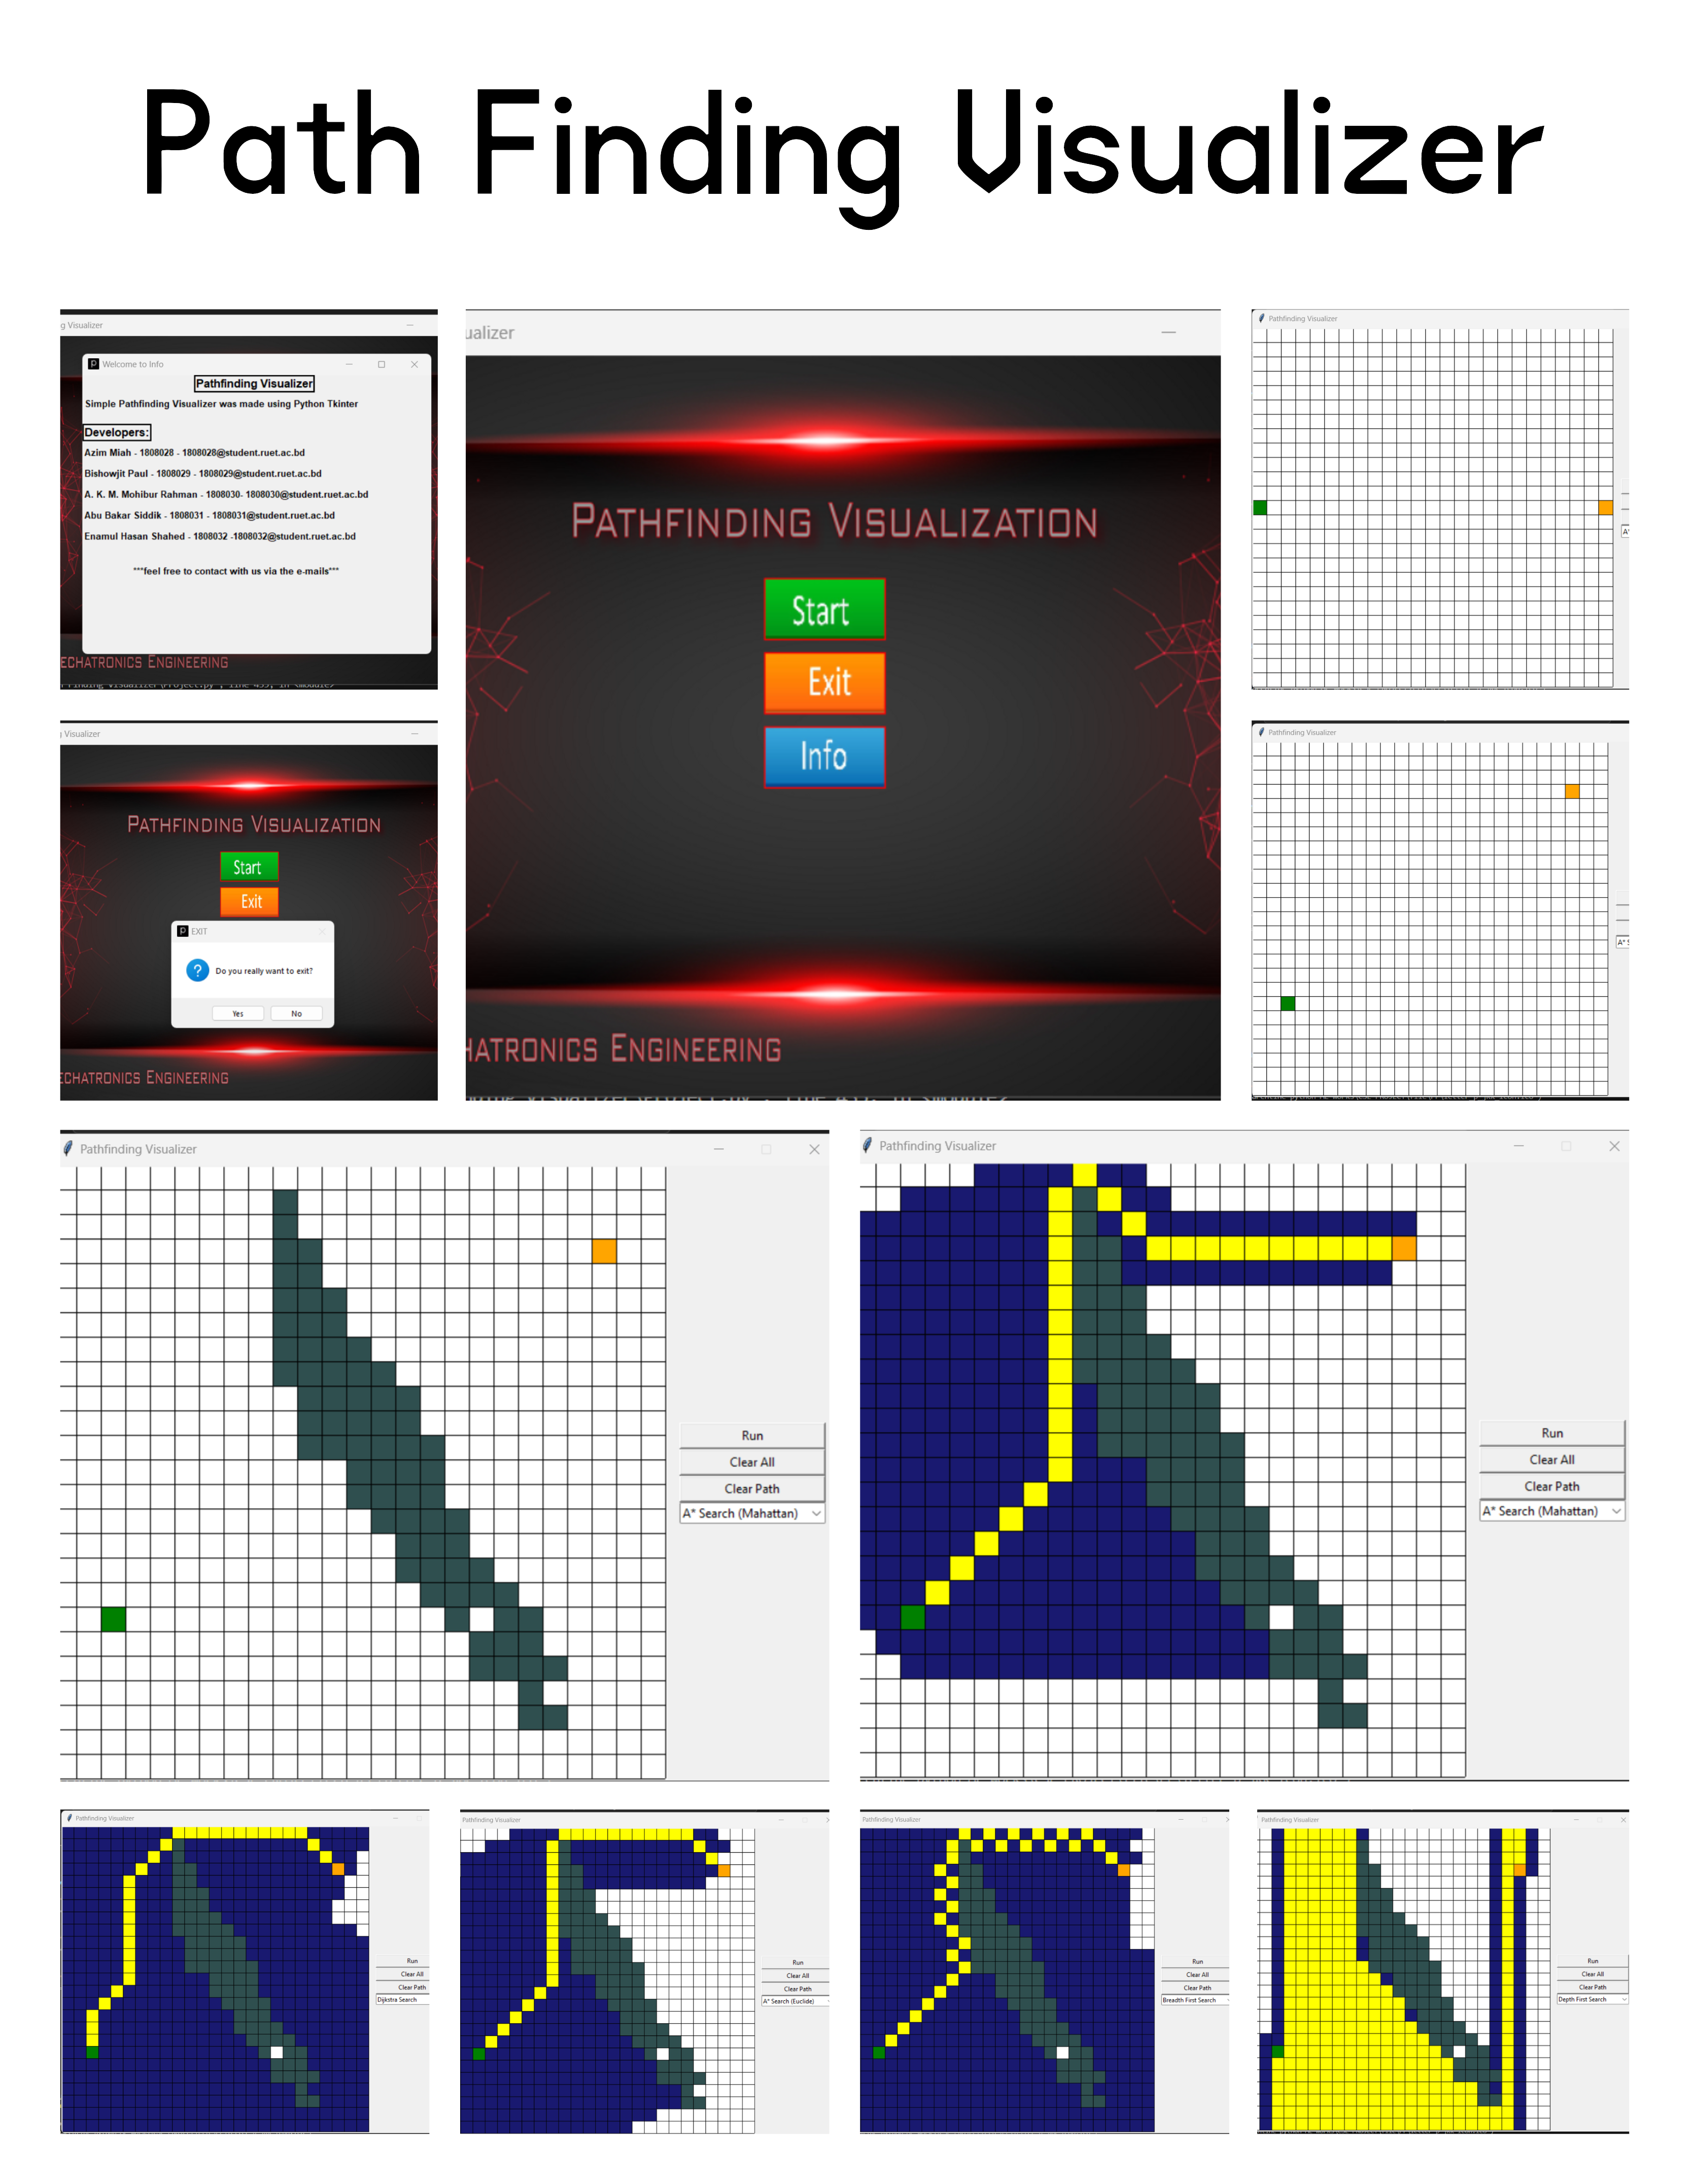 Path Finding Visualizer
g Visualizer
Welcome to Info
Pathfinding Visualizer
Simple Pathfinding Visualizer was made using Python Tkinter
Developers:
Azim Miah - 1808028 - 1808028@student.ruet.ac.bd
Bishowjit Paul - 1808029 - 1808029@student.ruet.ac.bd
A. K. M. Mohibur Rahman - 1808030- 1808030@student.ruet.ac.bd
Abu Bakar Siddik - 1808031 - 1808031@student.ruet.ac.bd
Enamul Hasan Shahed - 1808032 -1808032@student.ruet.ac.bd
***feel free to contact with us via the e-mails***
ECHATRONICS ENGINEERING
ualizer
PATHFINDING VISUALIZATION
Start
Exit
Info
HATRONICS ENGINEERING
Pathfinding Visualizer
A*
Visualizer
PATHFINDING VISUALIZATION
Start
Exit
EXIT
Do you really want to exit?
Yes No
ECHATRONICS ENGINEERING
Pathfinding Visualizer
A* S
Pathfinding Visualizer
Run
Clear All
Clear Path
A* Search (Mahattan)
Pathfinding Visualizer
Run
Clear All
Clear Path
A* Search (Mahattan)
Pathfinding Visualizer
Run
Clear All
Clear Path
Dijkstra Search
Pathfinding Visualizer
Run
Clear All
Clear Path
A* Search (Euclide)
Pathfinding Visualizer
Run
Clear All
Clear Path
Breadth First Search
Pathfinding Visualizer
Run
Clear All
Clear Path
Depth First Search